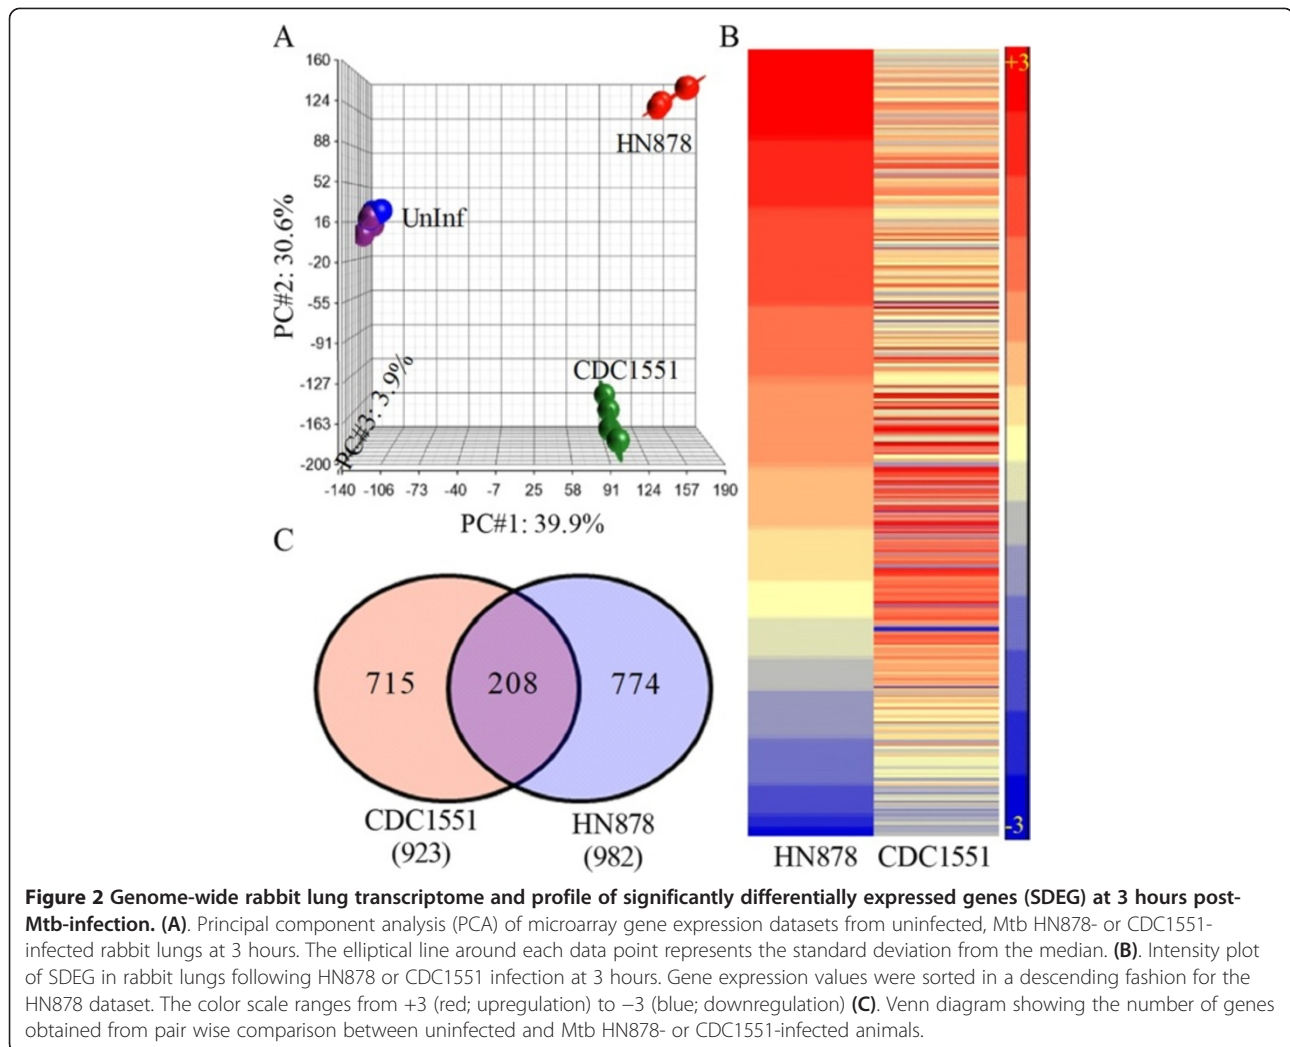 A
B
160
124
88
52
16
-20
-55
-91
-127
-163
-200
PC#2: 30.6%
PC#3: 3.9%
HN878
UnInf
CDC1551
-140 -106 -73 -40 -7 25 58 91 124 157 190
PC#1: 39.9%
+3
-3
HN878 CDC1551
C
715 208 774
CDC1551
(923)
HN878
(982)
Figure 2 Genome-wide rabbit lung transcriptome and profile of significantly differentially expressed genes (SDEG) at 3 hours post-
Mtb-infection. (A). Principal component analysis (PCA) of microarray gene expression datasets from uninfected, Mtb HN878- or CDC1551-
infected rabbit lungs at 3 hours. The elliptical line around each data point represents the standard deviation from the median. (B). Intensity plot
of SDEG in rabbit lungs following HN878 or CDC1551 infection at 3 hours. Gene expression values were sorted in a descending fashion for the
HN878 dataset. The color scale ranges from +3 (red; upregulation) to −3 (blue; downregulation) (C). Venn diagram showing the number of genes
obtained from pair wise comparison between uninfected and Mtb HN878- or CDC1551-infected animals.